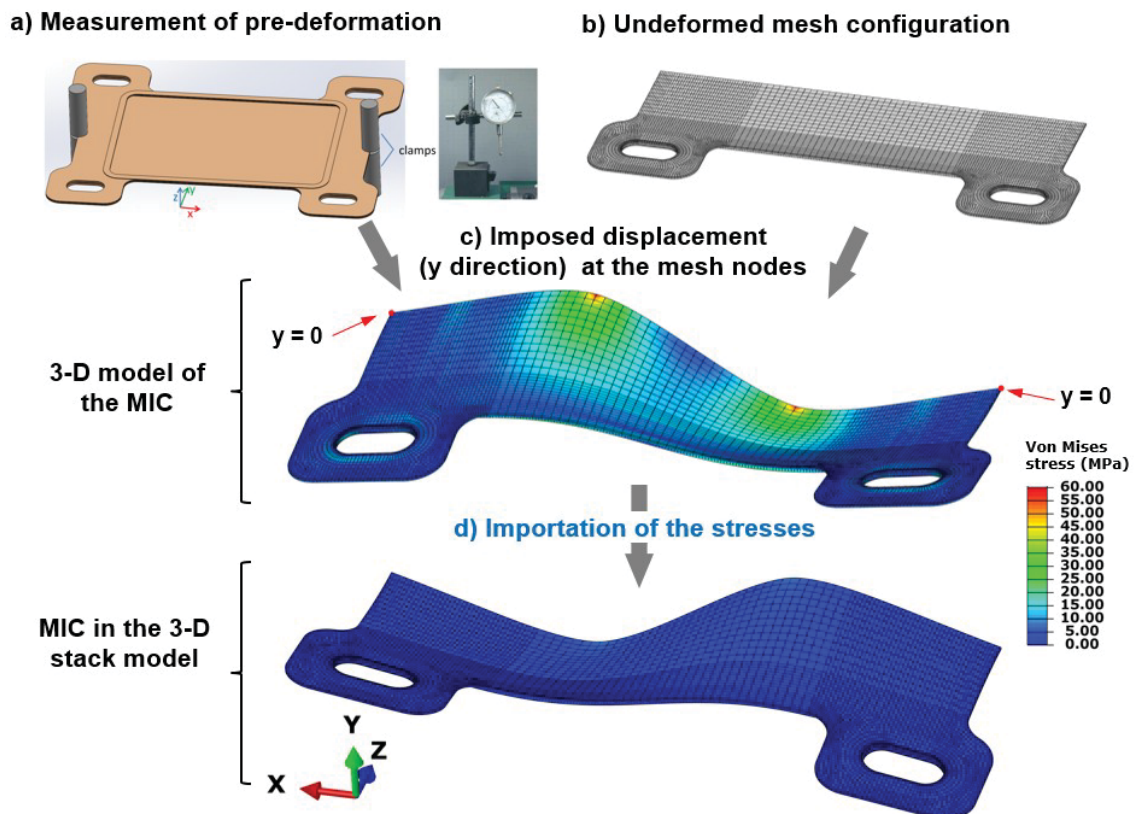 a) Measurement of pre-deformation
b) Undeformed mesh configuration
clamps
z
y
x
c) Imposed displacement
(y direction) at the mesh nodes
y = 0
3-D model of
the MIC
y = 0
Von Mises
stress (MPa)
60.00
55.00
50.00
45.00
40.00
35.00
30.00
25.00
20.00
15.00
10.00
5.00
0.00
d) Importation of the stresses
MIC in the 3-D
stack model
Y
Z
X